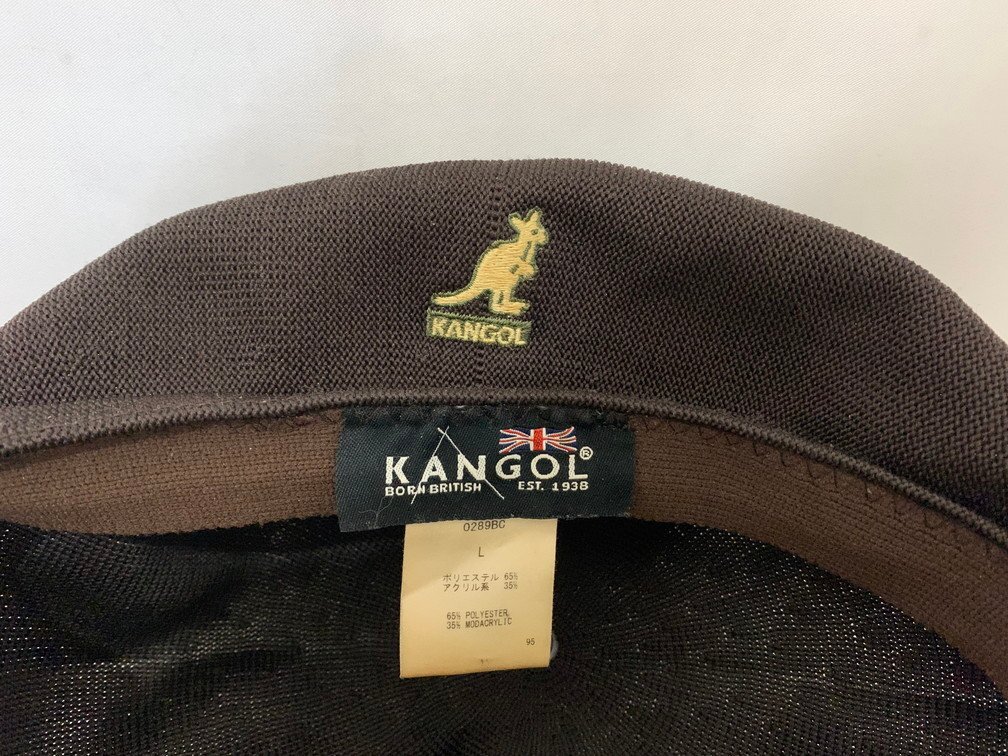 KANGOL
KANGOL®
BORN BRITISH EST. 1938
0289BC
L
ポリエステル 65%
アクリル系 35%
65% POLYESTER
35% MODACRYLIC
95